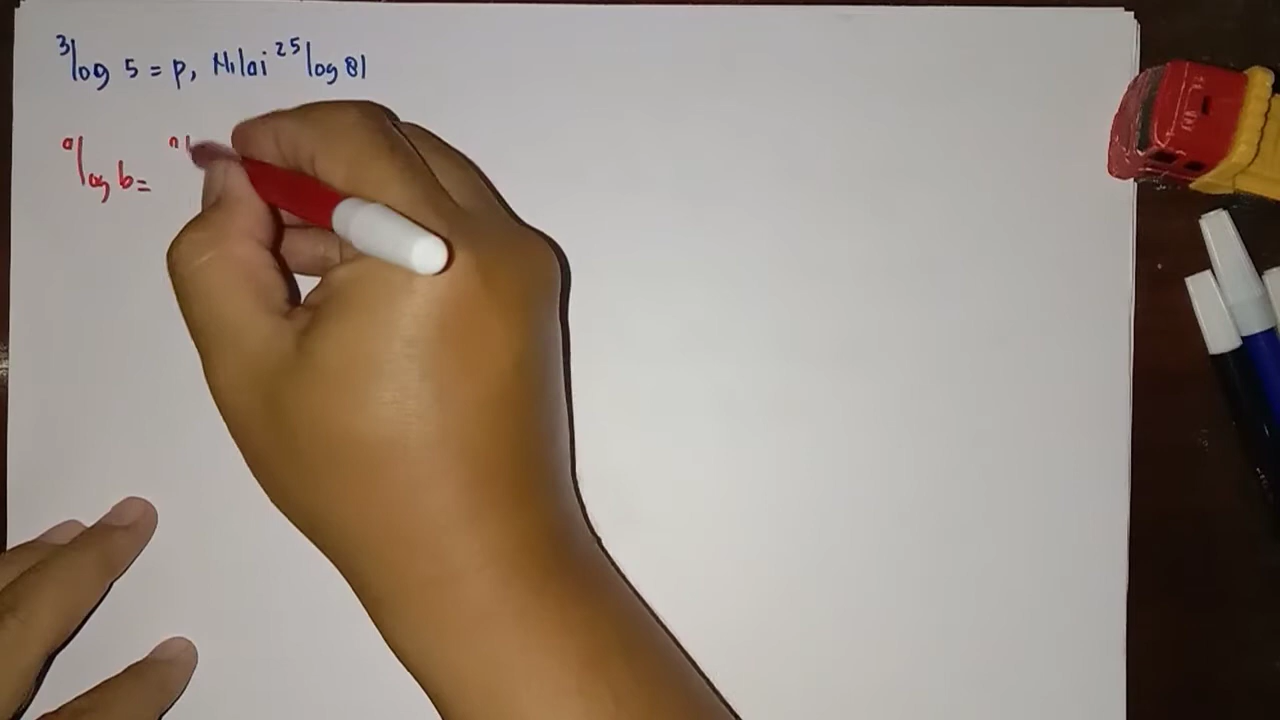 ³log 5 = p, Nilai ²⁵log 81
ᵃlog b = ⁿ